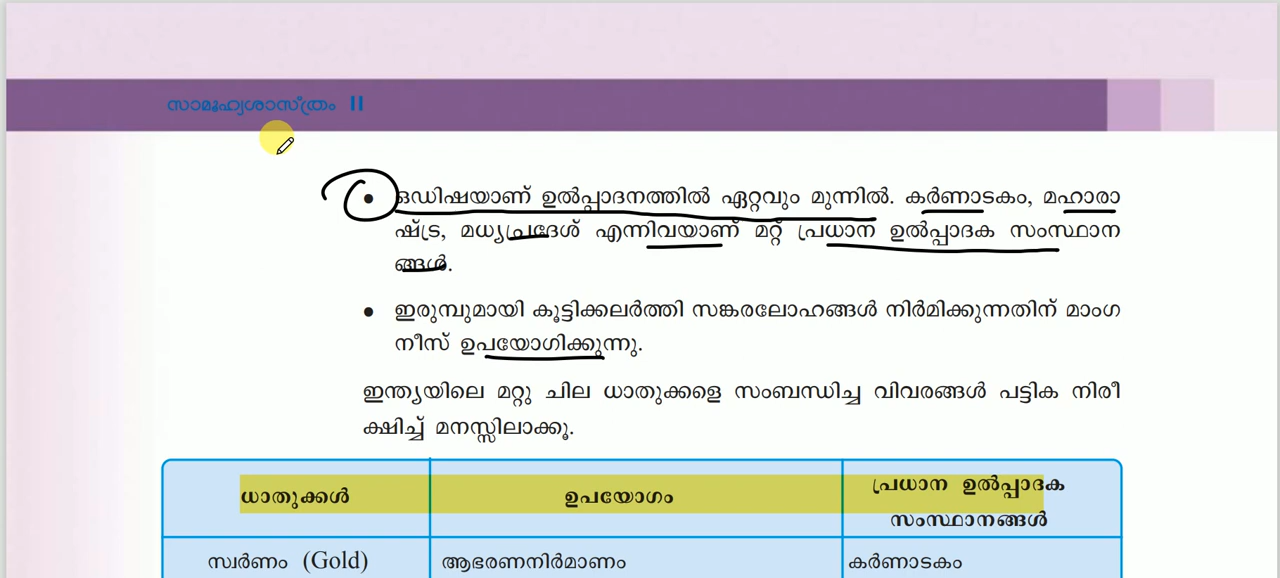 സാമൂഹ്യശാസ്ത്രം II
• ഒഡിഷയാണ് ഉൽപ്പാദനത്തിൽ ഏറ്റവും മുന്നിൽ. കർണാടകം, മഹാരാ
ഷ്ട്ര, മധ്യപ്രദേശ് എന്നിവയാണ് മറ്റ് പ്രധാന ഉൽപ്പാദക സംസ്ഥാന
ങ്ങൾ.
• ഇരുമ്പുമായി കൂട്ടിക്കലർത്തി സങ്കരലോഹങ്ങൾ നിർമിക്കുന്നതിന് മാംഗ
നീസ് ഉപയോഗിക്കുന്നു.
ഇന്ത്യയിലെ മറ്റു ചില ധാതുക്കളെ സംബന്ധിച്ച വിവരങ്ങൾ പട്ടിക നിരീ
ക്ഷിച്ച് മനസ്സിലാക്കൂ.
ധാതുക്കൾ ഉപയോഗം പ്രധാന ഉൽപ്പാദക
സംസ്ഥാനങ്ങൾ
സ്വർണം (Gold) ആഭരണനിർമാണം കർണാടകം